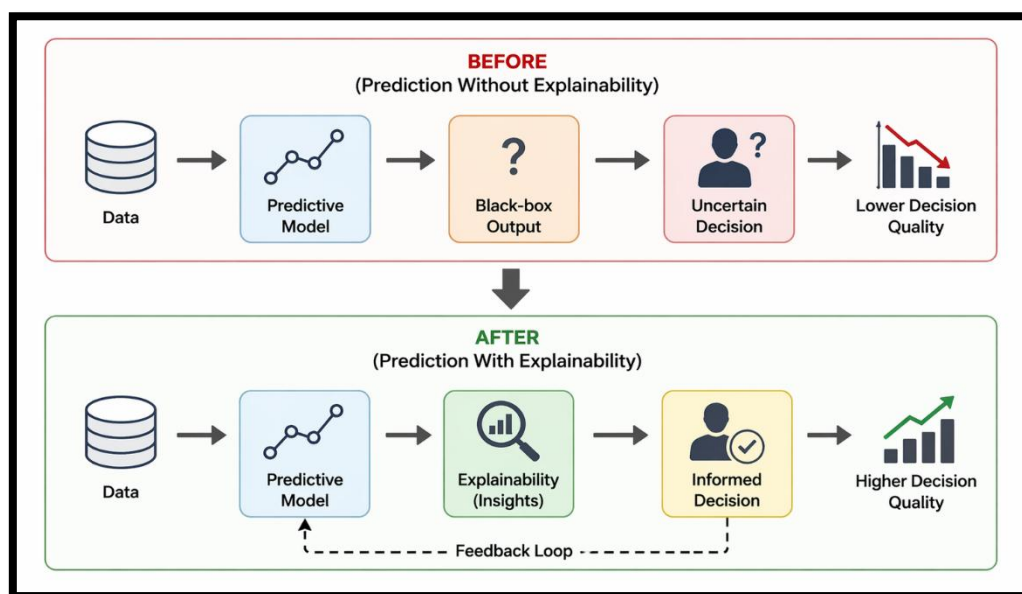 BEFORE
(Prediction Without Explainability)
Data
Predictive
Model
?
Black-box
Output
?
Uncertain
Decision
Lower Decision
Quality
AFTER
(Prediction With Explainability)
Data
Predictive
Model
Explainability
(Insights)
Informed
Decision
Higher Decision
Quality
Feedback Loop